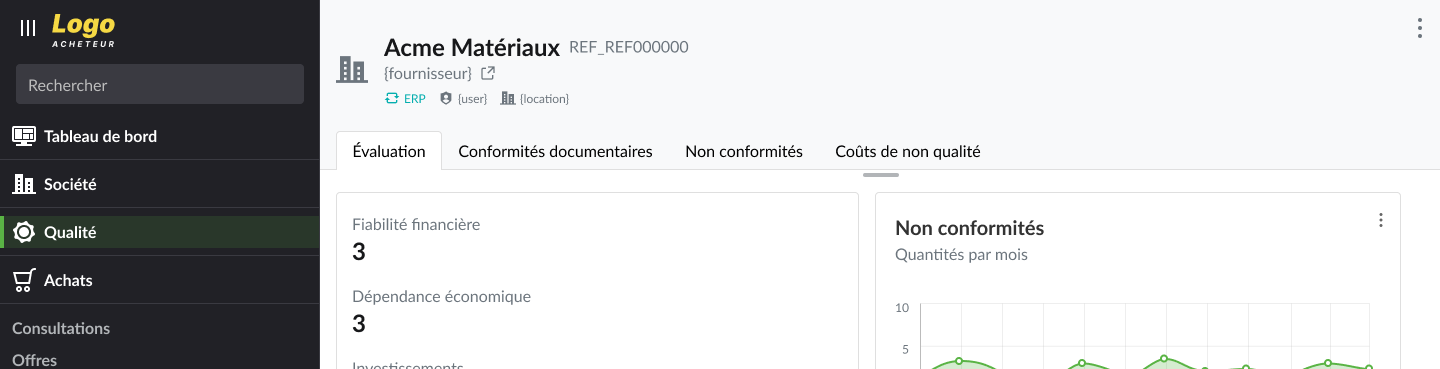 Logo
ACHETEUR
Rechercher
Tableau de bord
Société
Qualité
Achats
Consultations
Offres
Acme Matériaux REF_REF000000
{fournisseur}
ERP {user} {location}
Évaluation Conformités documentaires Non conformités Coûts de non qualité
Fiabilité financière
3
Dépendance économique
3
Investissements
Non conformités
Quantités par mois
10
5